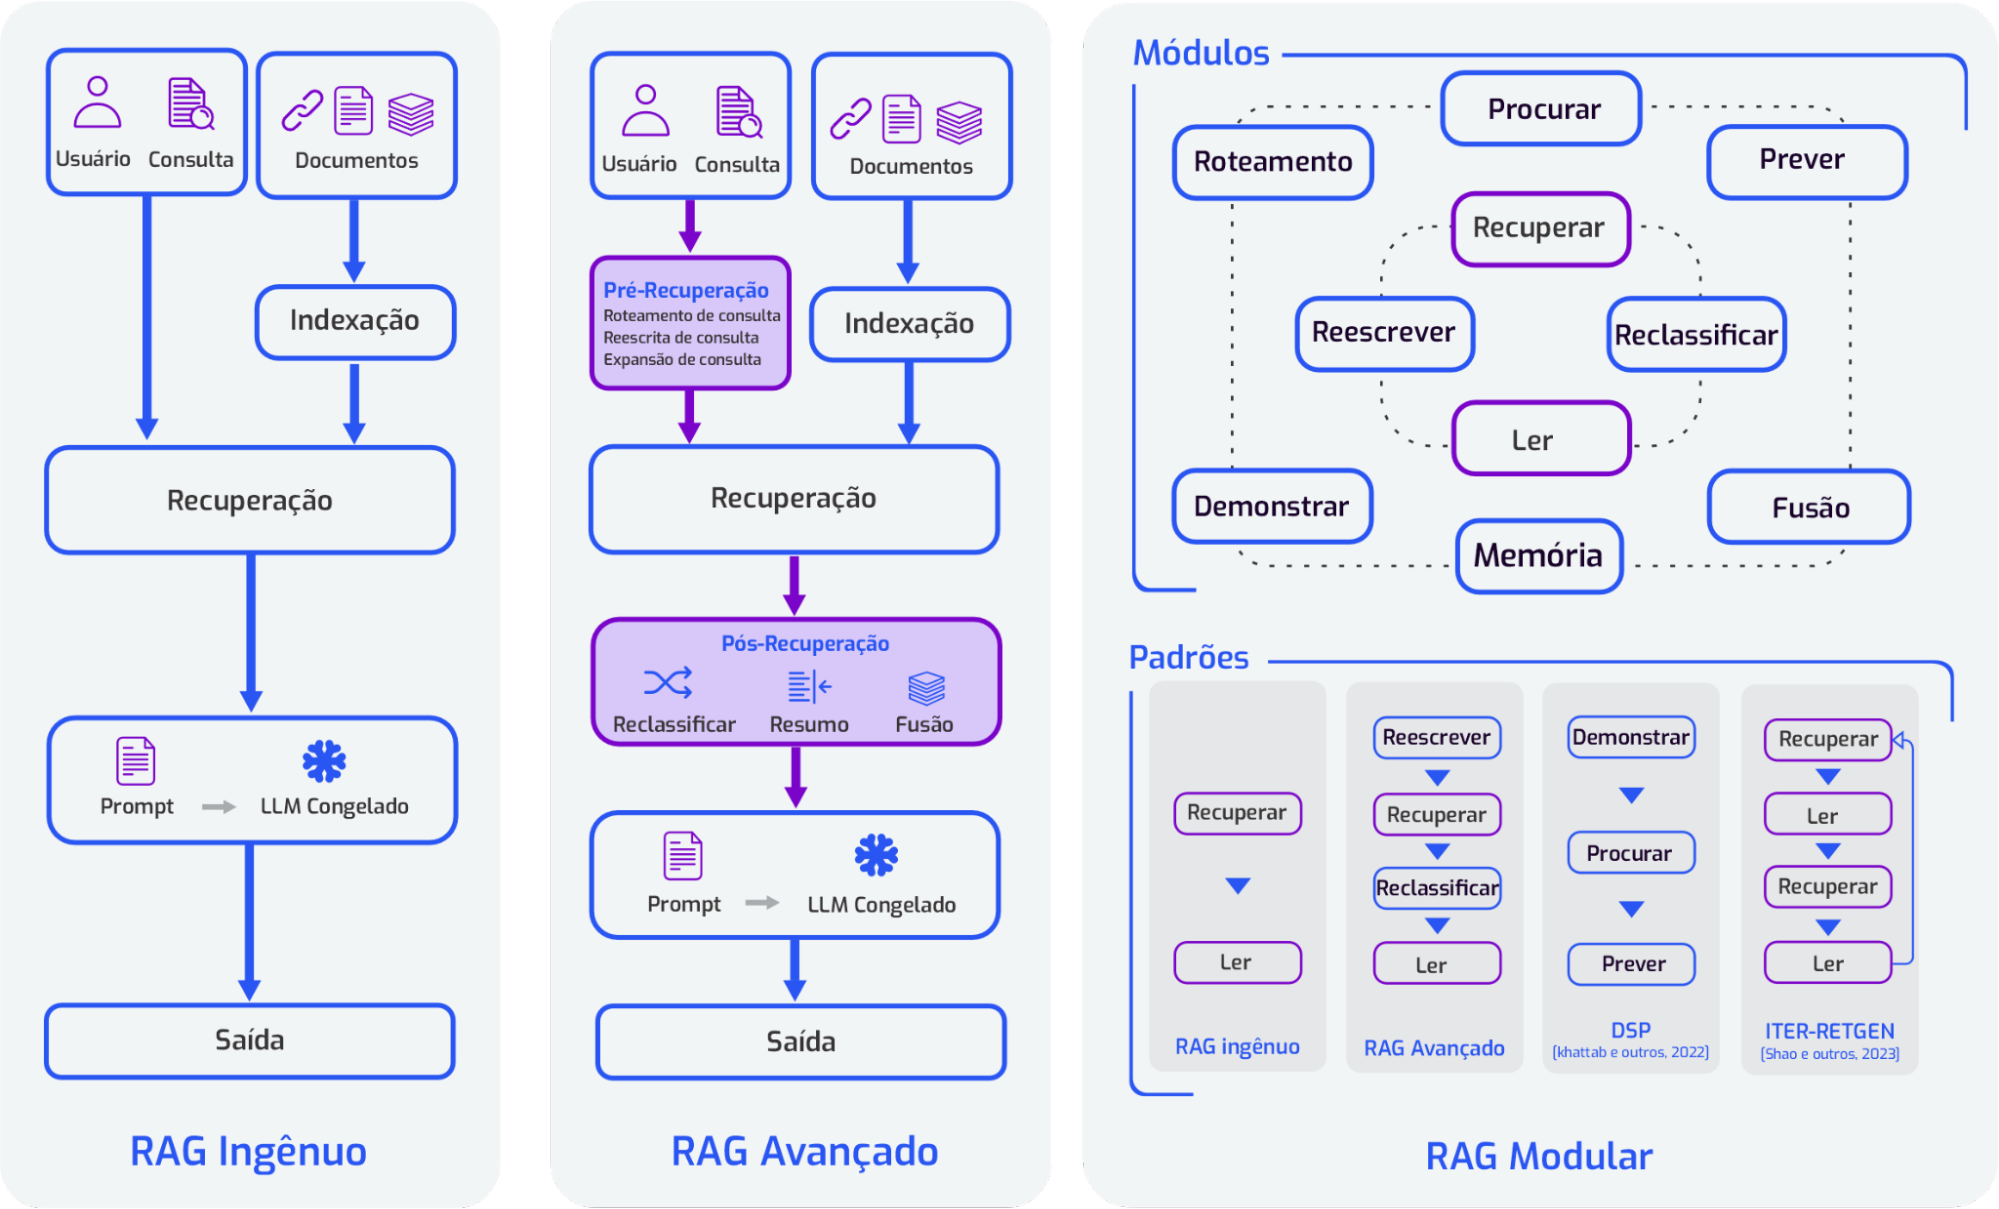 Usuário
Consulta
Documentos
Indexação
Recuperação
Prompt
LLM Congelado
Saída
RAG Ingênuo
Usuário
Consulta
Documentos
Pré-Recuperação
Roteamento de consulta
Reescrita de consulta
Expansão de consulta
Indexação
Recuperação
Pós-Recuperação
Reclassificar
Resumo
Fusão
Prompt
LLM Congelado
Saída
RAG Avançado
Módulos
Procurar
Roteamento
Prever
Recuperar
Reescrever
Reclassificar
Ler
Demonstrar
Fusão
Memória
Padrões
Recuperar
Ler
RAG ingênuo
Reescrever
Recuperar
Reclassificar
Ler
RAG Avançado
Demonstrar
Procurar
Prever
DSP
[khattab e outros, 2022]
Recuperar
Ler
Recuperar
Ler
ITER-RETGEN
[Shao e outros, 2023]
RAG Modular